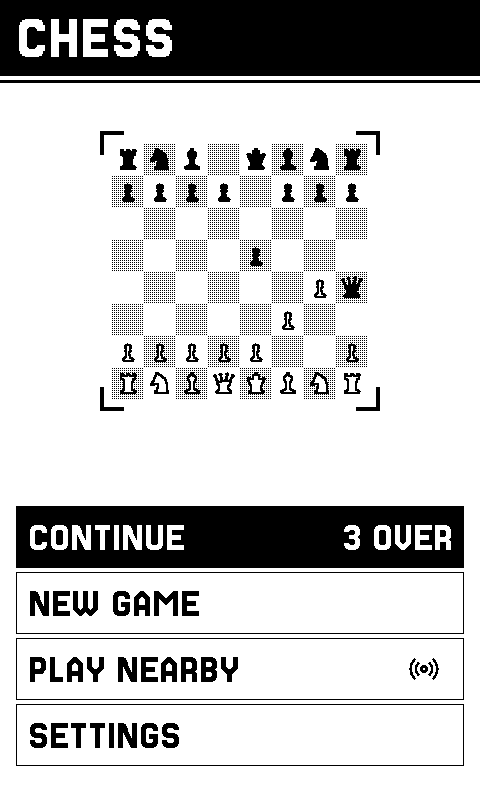 CHESS
CONTINUE 3 OVER
NEW GAME
PLAY NEARBY
SETTINGS